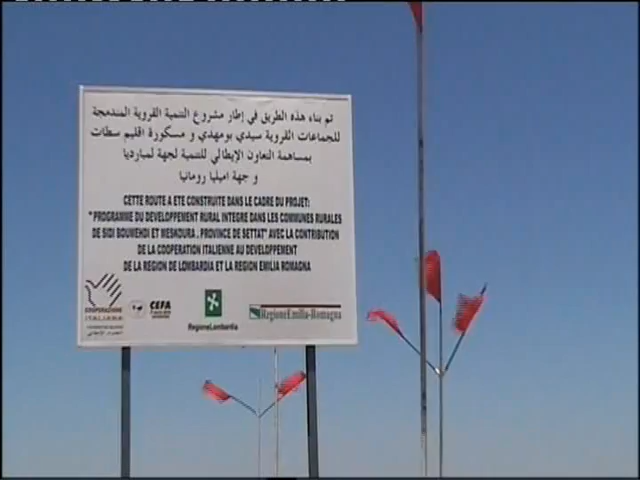 تم بناء هذه الطريق في إطار مشروع التنمية القروية المندمجة
للجماعات القروية سيدي بومهدي و مسكورة اقليم سطات
بمساهمة التعاون الإيطالي للتنمية لجهة لمبارديا
و جهة اميليا رومانيا
CETTE ROUTE A ETE CONSTRUITE DANS LE CADRE DU PROJET:
"PROGRAMME DU DEVELOPPEMENT RURAL INTEGRE DANS LES COMMUNES RURALES
DE SIDI BOUMEHDI ET MESKOURA. PROVINCE DE SETTAT" AVEC LA CONTRIBUTION
DE LA COOPERATION ITALIENNE AU DEVELOPPEMENT
DE LA REGION DE LOMBARDIA ET LA REGION EMILIA ROMAGNA
COOPERAZIONE
ITALIANA
CEFA
RegioneLombardia
RegioneEmilia-Romagna